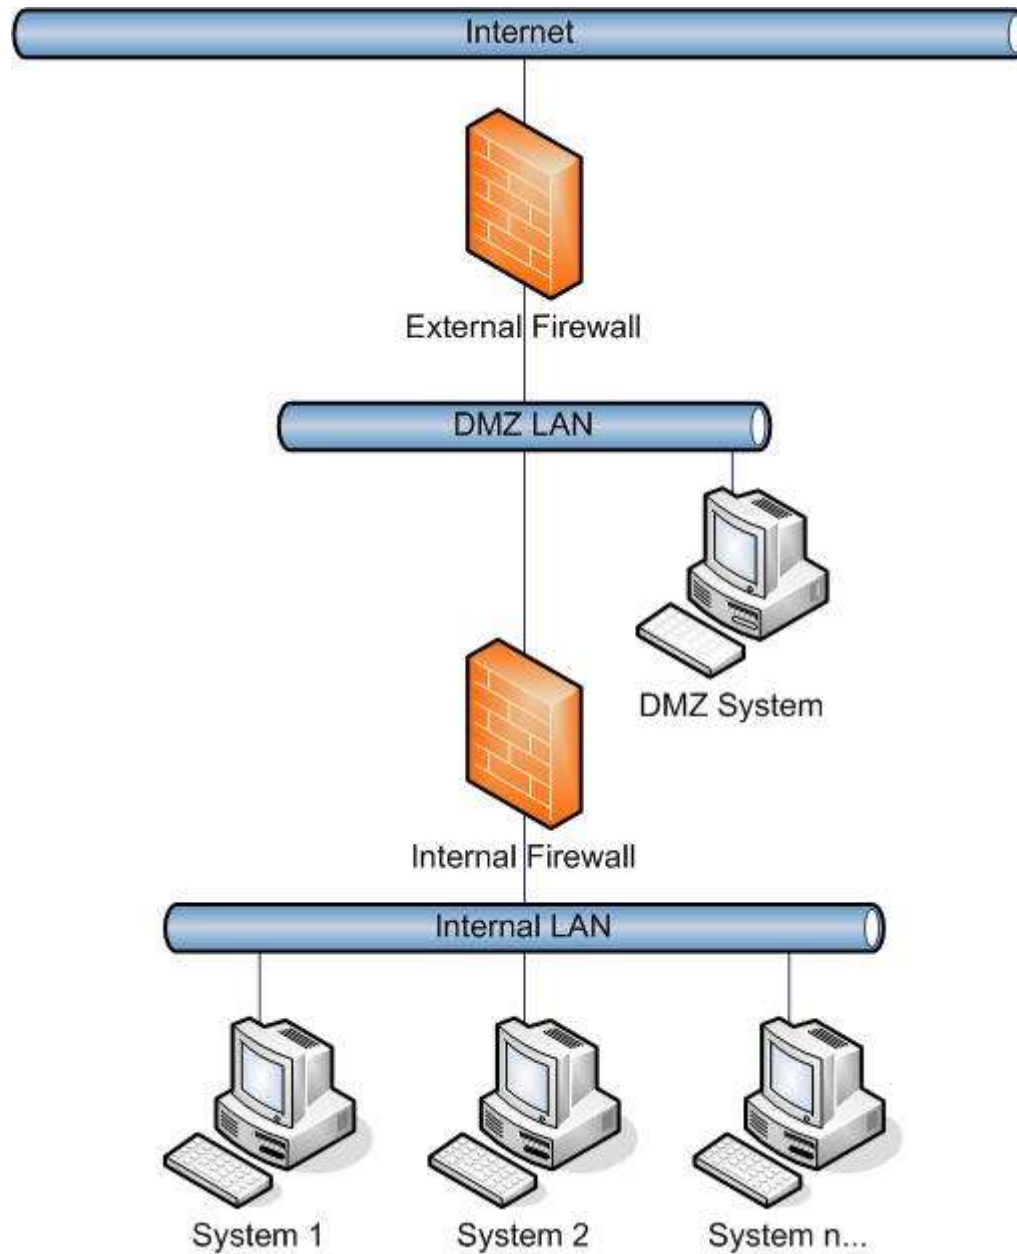 Internet
External Firewall
DMZ LAN
DMZ System
Internal Firewall
Internal LAN
System 1
System 2
System n...